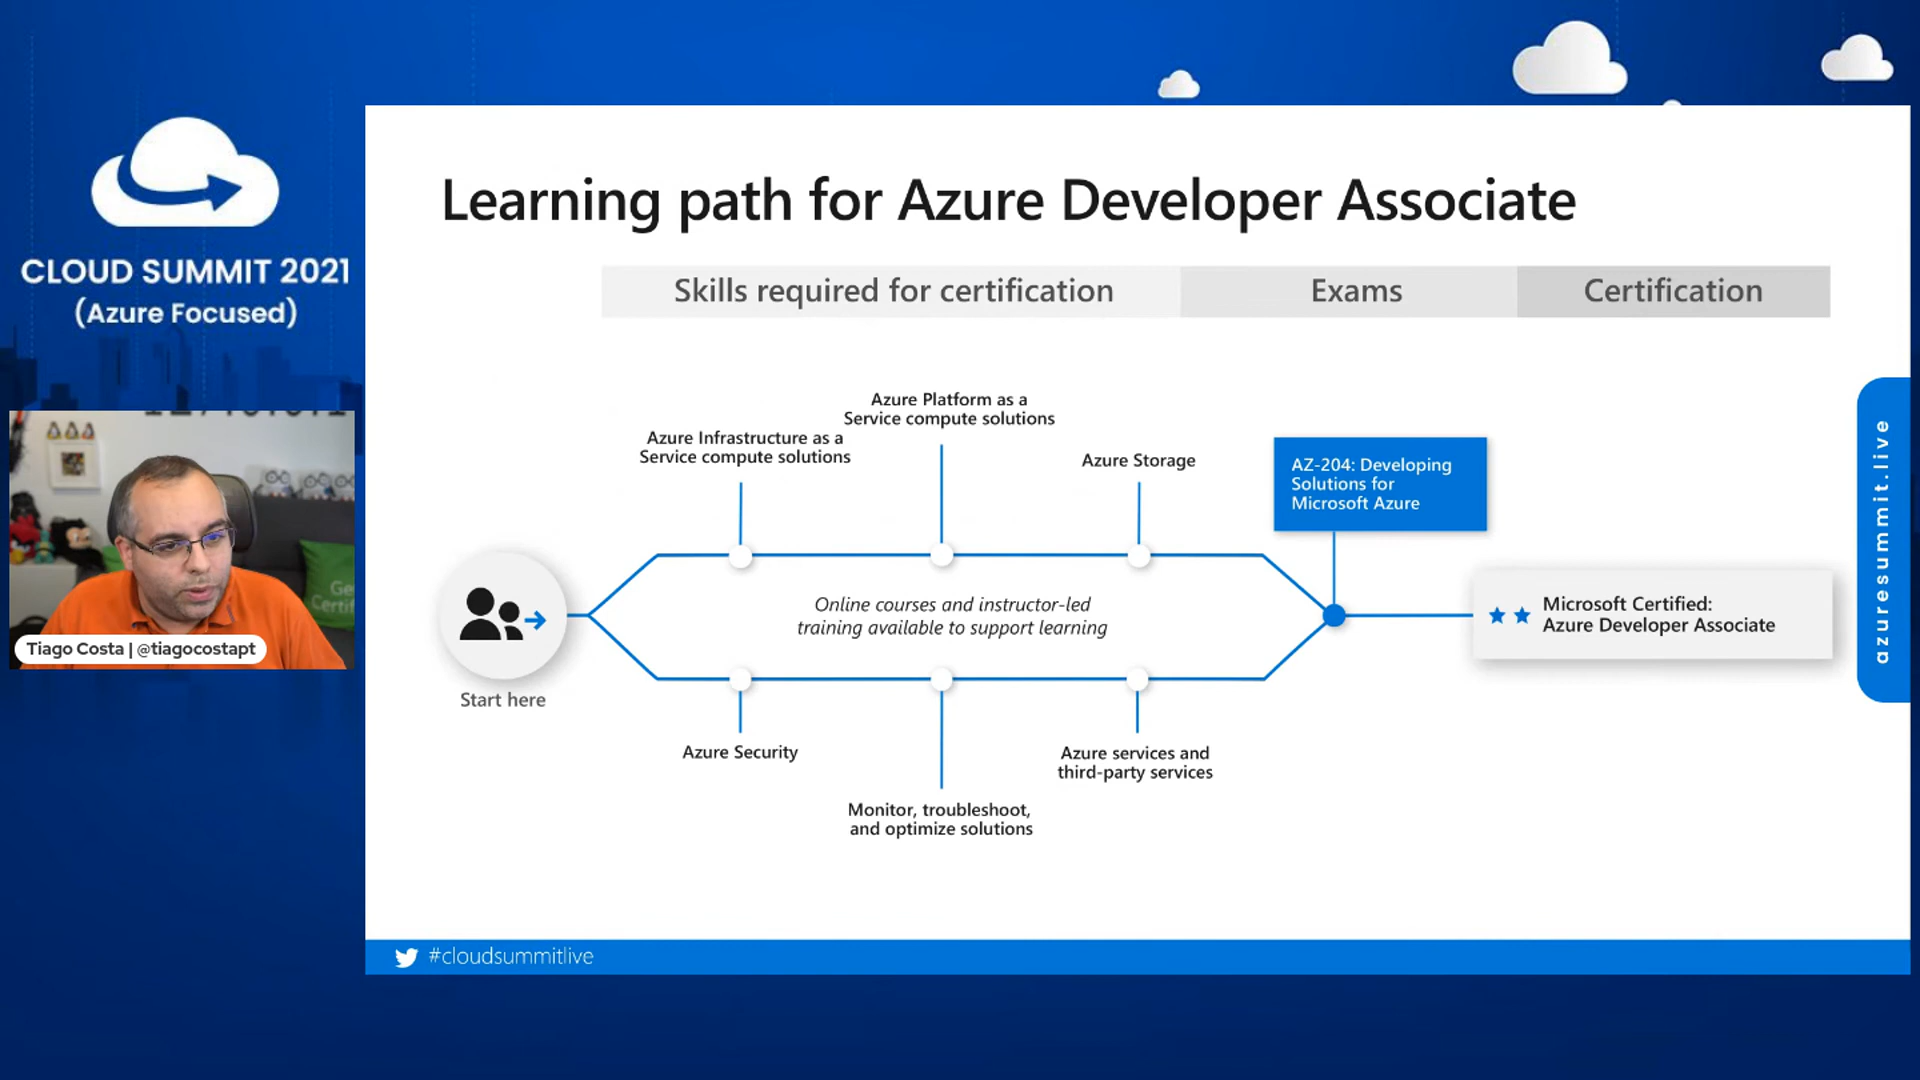 CLOUD SUMMIT 2021
(Azure Focused)
Tiago Costa | @tiagocostapt
Learning path for Azure Developer Associate
Skills required for certification
Exams
Certification
Azure Infrastructure as a
Service compute solutions
Azure Platform as a
Service compute solutions
Azure Storage
AZ-204: Developing
Solutions for
Microsoft Azure
Online courses and instructor-led
training available to support learning
Start here
Microsoft Certified:
Azure Developer Associate
Azure Security
Monitor, troubleshoot,
and optimize solutions
Azure services and
third-party services
azuresummit.live
#cloudsummitlive